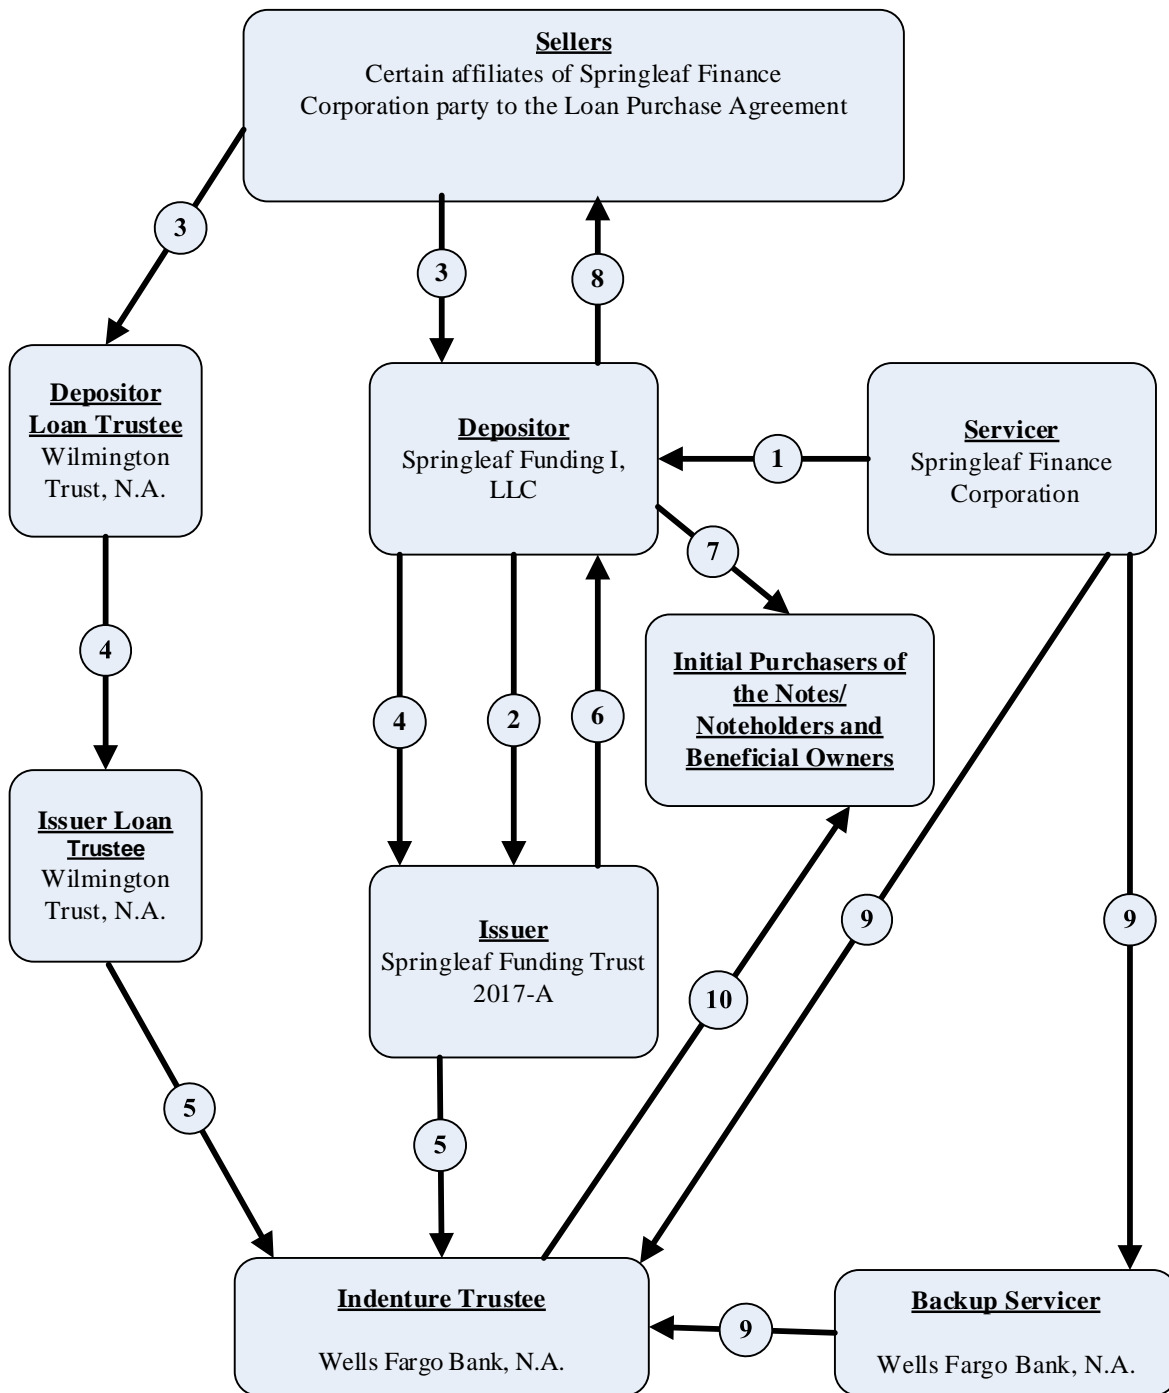 Sellers
Certain affiliates of Springleaf Finance
Corporation party to the Loan Purchase Agreement
3
3
8
Depositor
Loan Trustee
Wilmington
Trust, N.A.
Depositor
Springleaf Funding I,
LLC
1
Servicer
Springleaf Finance
Corporation
7
4
4
2
6
Initial Purchasers of
the Notes/
Noteholders and
Beneficial Owners
Issuer Loan
Trustee
Wilmington
Trust, N.A.
Issuer
Springleaf Funding Trust
2017-A
9
9
10
5
5
Indenture Trustee
Wells Fargo Bank, N.A.
9
Backup Servicer
Wells Fargo Bank, N.A.